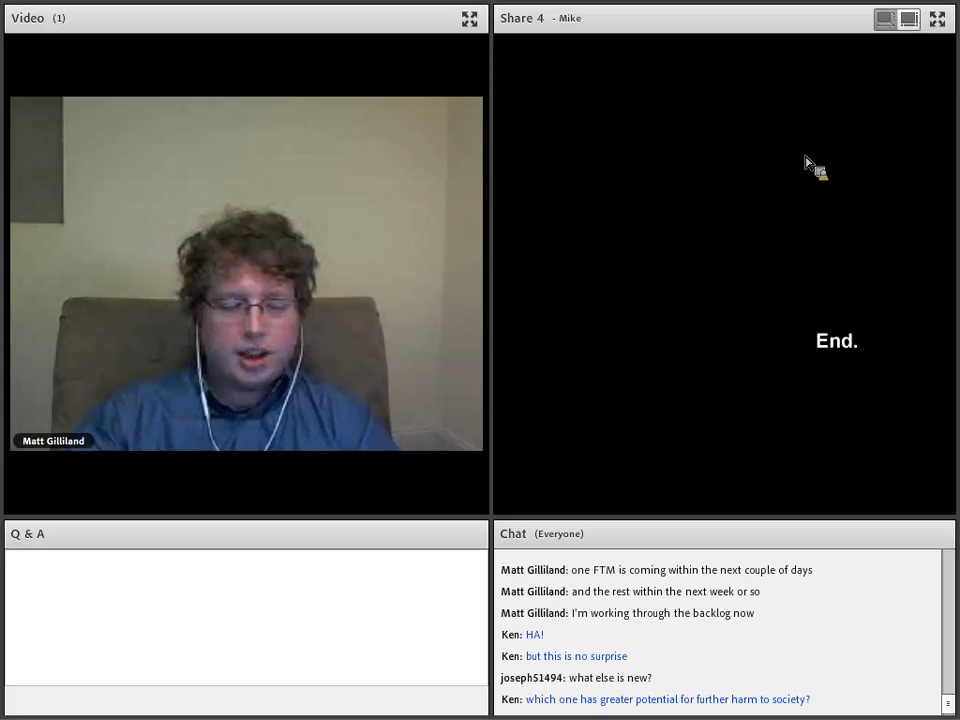 Video (1)
Share 4 - Mike
End.
Matt Gilliland
Q & A
Chat (Everyone)
Matt Gilliland: one FTM is coming within the next couple of days
Matt Gilliland: and the rest within the next week or so
Matt Gilliland: I'm working through the backlog now
Ken: HA!
Ken: but this is no surprise
joseph51494: what else is new?
Ken: which one has greater potential for further harm to society?